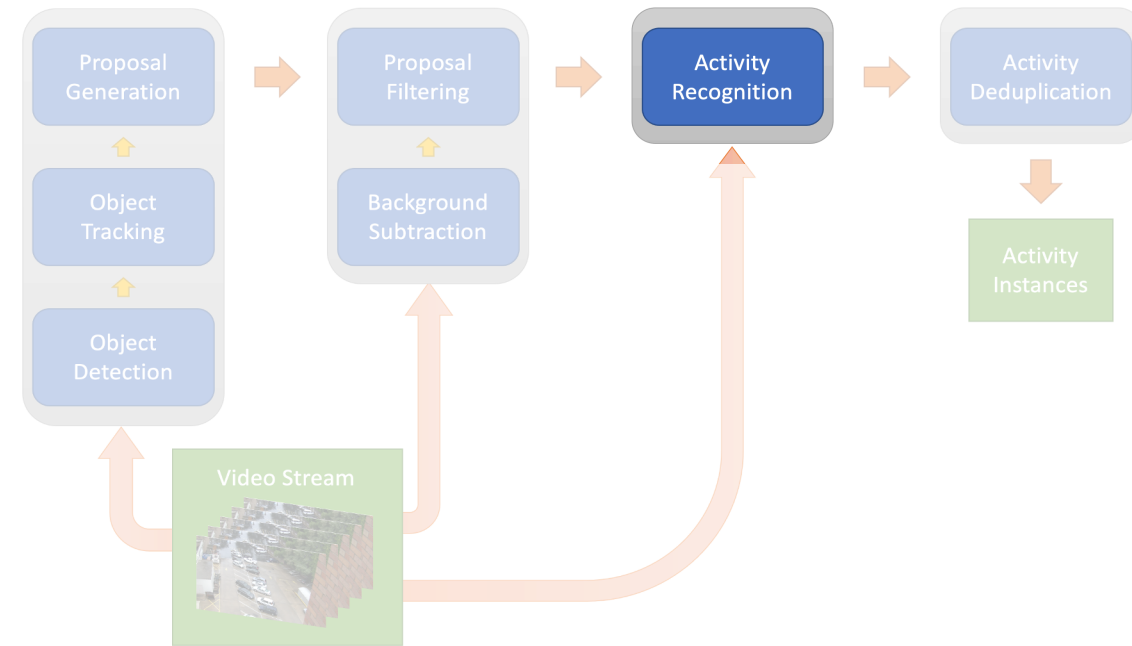 Proposal
Generation
Object
Tracking
Object
Detection
Proposal
Filtering
Background
Subtraction
Activity
Recognition
Activity
Deduplication
Activity
Instances
Video Stream